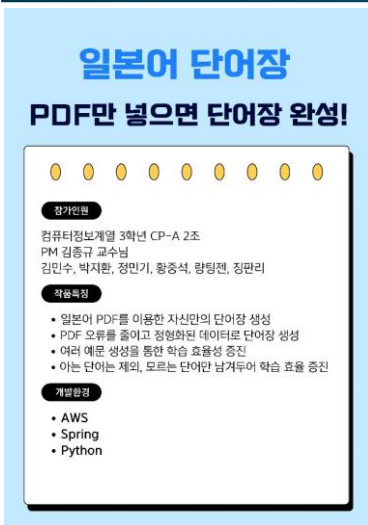 일본어 단어장
PDF만 넣으면 단어장 완성!
참가인원
컴퓨터정보계열 3학년 CP-A 2조
PM 김종규 교수님
김민수, 박지환, 정민기, 황중석, 량팅젠, 징판리
작품특징
• 일본어 PDF를 이용한 자신만의 단어장 생성
• PDF 오류를 줄이고 정형화된 데이터로 단어장 생성
• 여러 예문 생성을 통한 학습 효율성 증진
• 아는 단어는 제외, 모르는 단어만 남겨두어 학습 효율 증진
개발환경
• AWS
• Spring
• Python